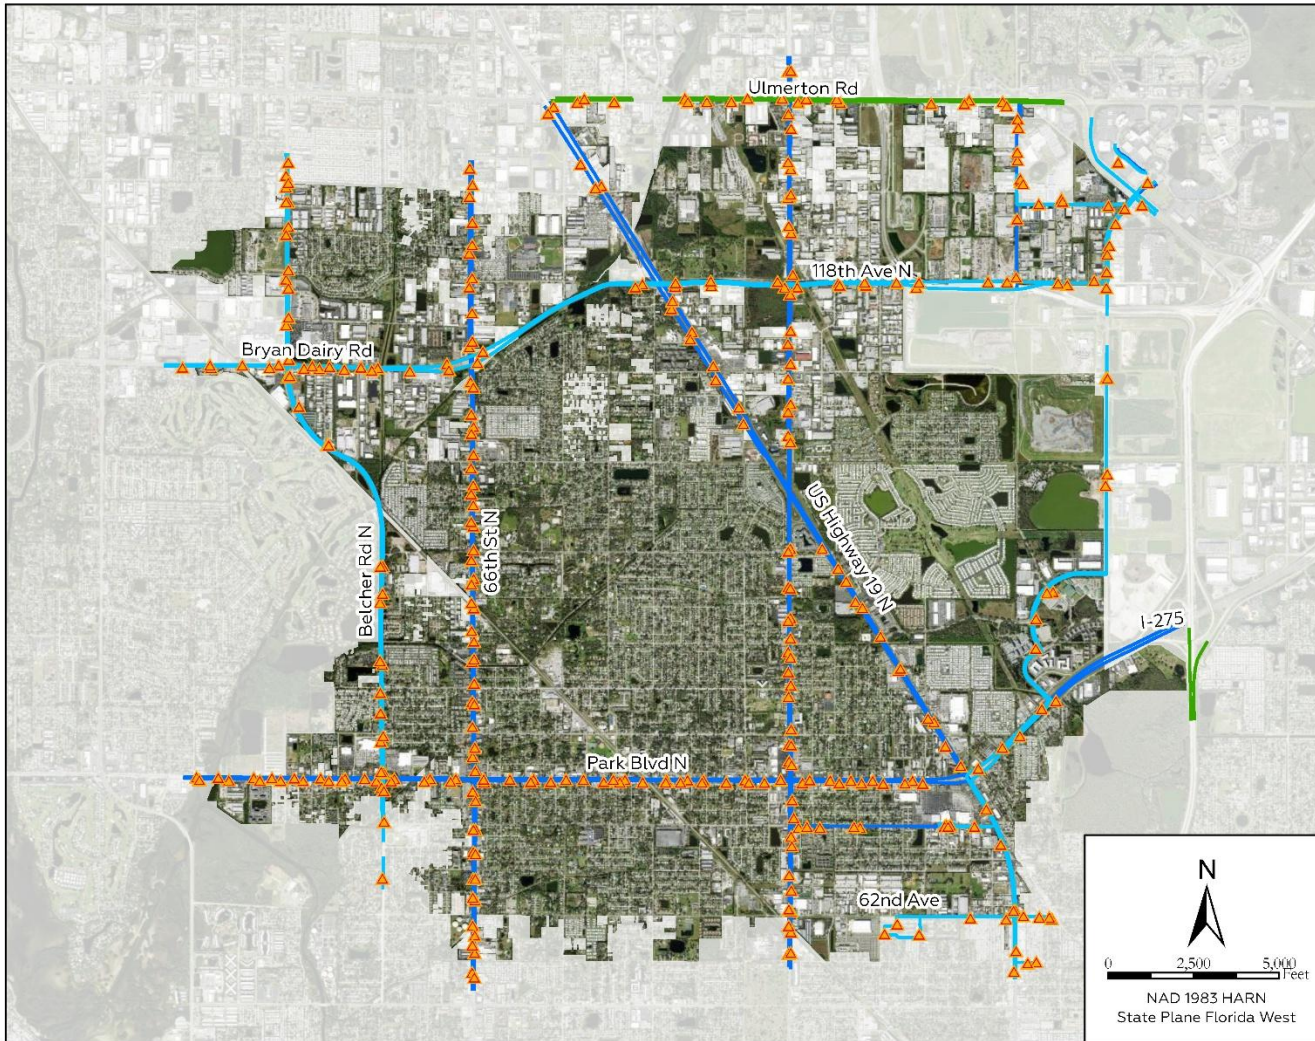 Ulmerton Rd
118th Ave N
Bryan Dairy Rd
US Highway 19 N
66th St N
Belcher Rd N
I-275
Park Blvd N
62nd Ave
N
0 2,500 5,000 Feet
NAD 1983 HARN
State Plane Florida West